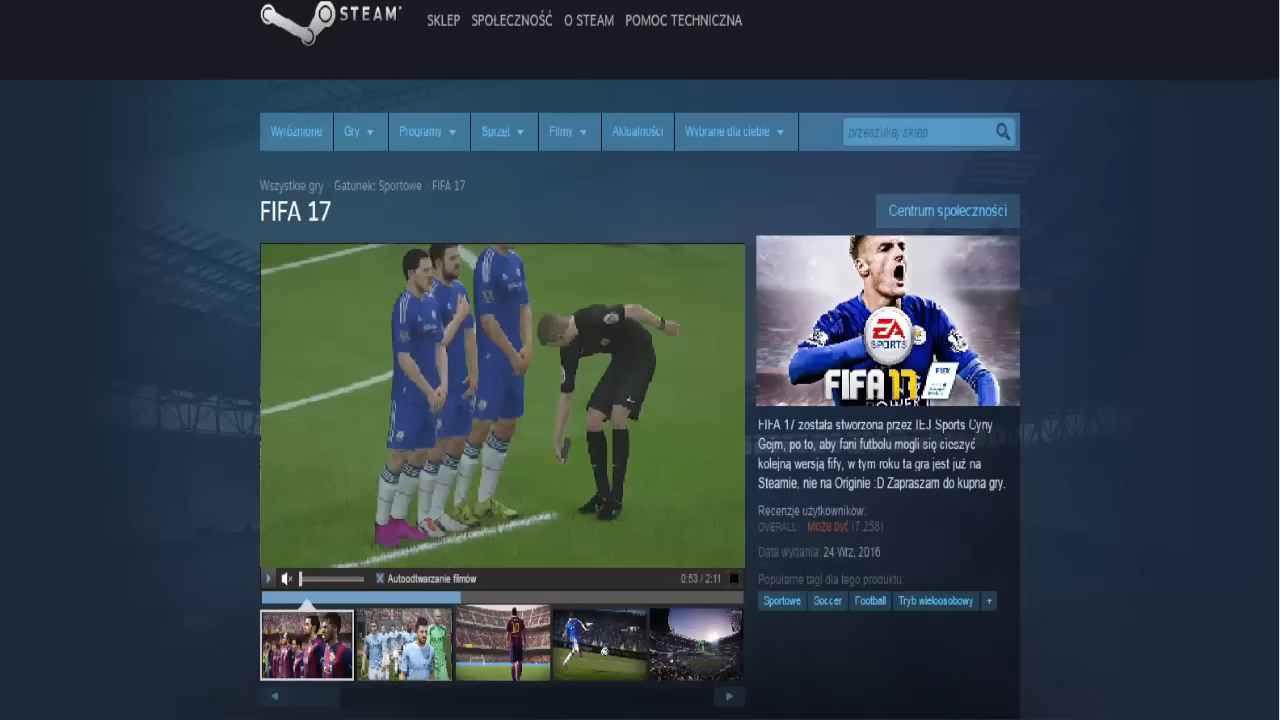 STEAM
SKLEP SPOŁECZNOŚĆ O STEAM POMOC TECHNICZNA
Wyróżnione Gry Programy Sprzęt Filmy Aktualności Wybrane dla ciebie przeszukaj sklep
Wszystkie gry Gatunek: Sportowe FIFA 17
FIFA 17
Centrum społeczności
EA
SPORTS
FIFA 17
FIFA 17 została stworzona przez IEJ Sports Cyny
Gejm, po to, aby fani futbolu mogli się cieszyć
kolejną wersją fify, w tym roku ta gra jest już na
Steamie, nie na Originie :D Zapraszam do kupna gry.
Recenzje użytkowników:
OVERALL: Może być (7,258)
Data wydania: 24 Wrz, 2016
Autoodtwarzanie filmów 0:53 / 2:11
Popularne tagi dla tego produktu:
Sportowe Soccer Football Tryb wieloosobowy +